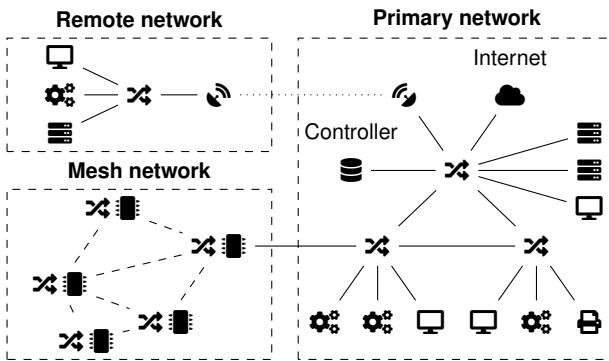 Remote network
Primary network
Internet
Controller
Mesh network